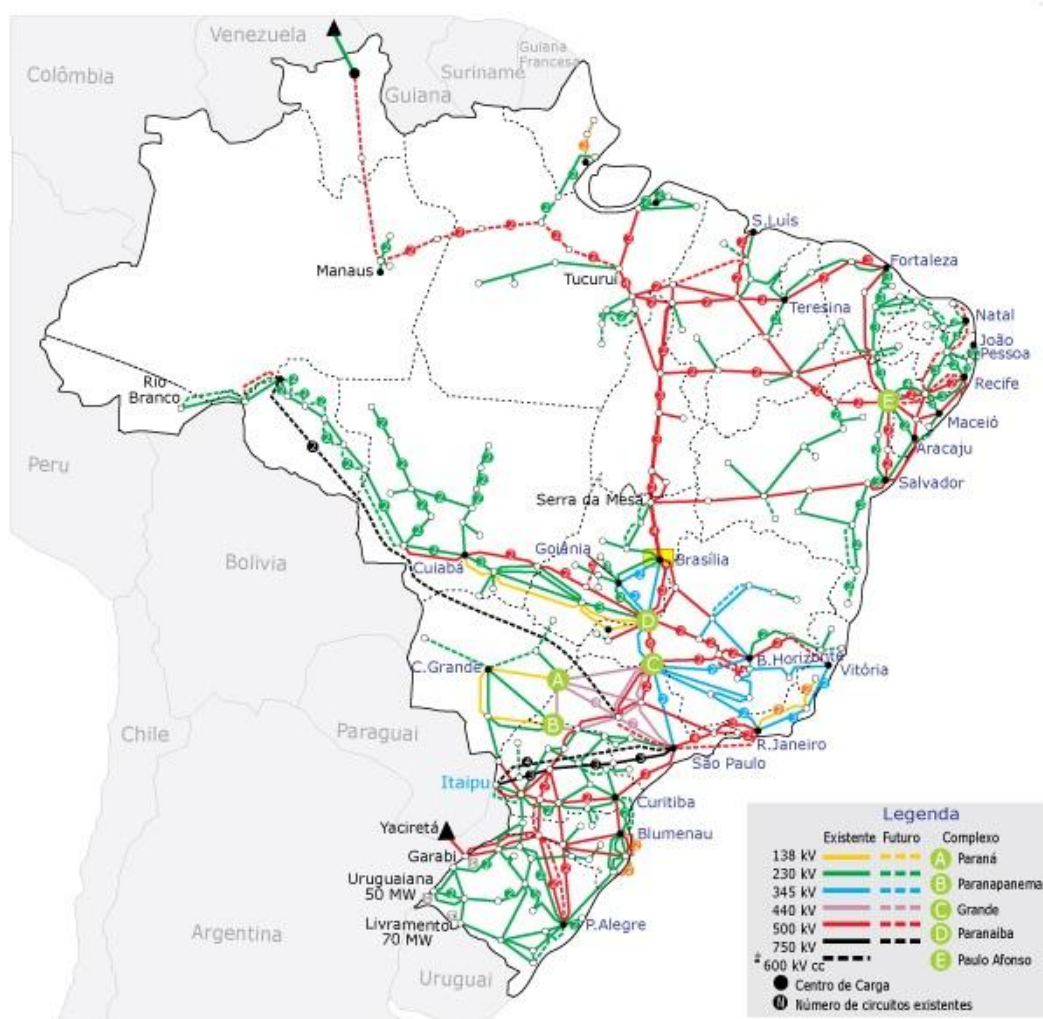 Venezuela
Guiana
Francesa
Suriname
Colômbia
Guiana
S.Luís
Manaus
Tucuruí
Fortaleza
Teresina
Natal
João
Pessoa
Rio
Branco
Recife
E
Maceió
Peru
Aracaju
Serra da Mesa
Salvador
Goiânia
Brasília
Bolivia
Cuiabá
D
C
B.Horizonte
Vitória
C.Grande
A
B
Chile
Paraguai
R.Janeiro
São Paulo
Itaipu
Curitiba
Yaciretá
Blumenau
Garabi
Uruguaiana
50 MW
Livramento
70 MW
P.Alegre
Argentina
Uruguai
Legenda
Existente Futuro Complexo
138 kV A Paraná
230 kV B Paranapanema
345 kV
440 kV C Grande
500 kV D Paranaiba
750 kV
± 600 kV cc E Paulo Afonso
Centro de Carga
N Número de circuitos existentes